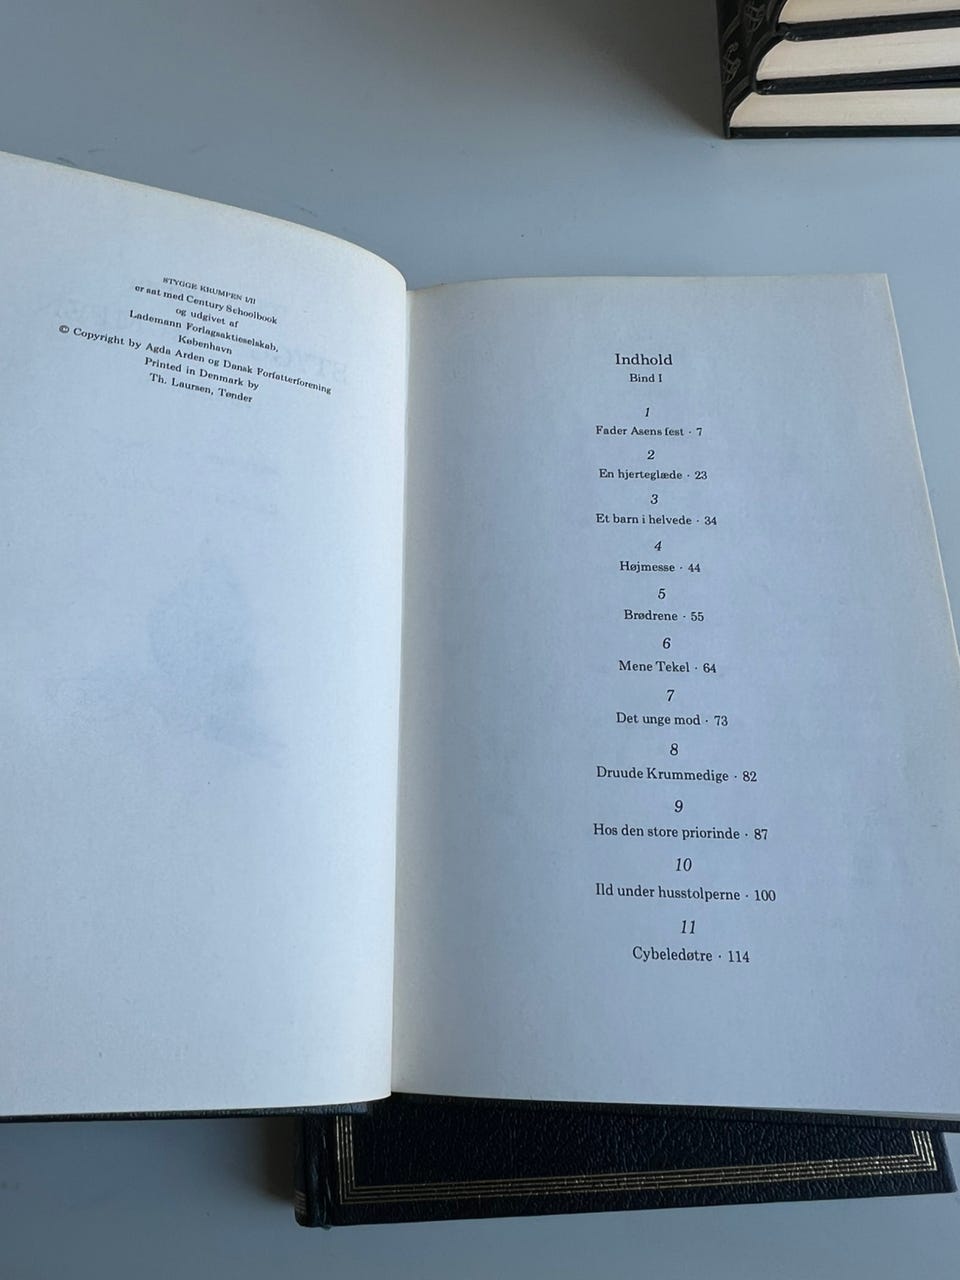 STYGGE KRUMPEN I/II
er sat med Century Schoolbook
og udgivet af
Lademann Forlagsaktieselskab,
København
© Copyright by Agda Arden og Dansk Forfatterforening
Printed in Denmark by
Th. Laursen, Tønder
Indhold
Bind I
1
Fader Asens fest · 7
2
En hjerteglæde · 23
3
Et barn i helvede · 34
4
Højmesse · 44
5
Brødrene · 55
6
Mene Tekel · 64
7
Det unge mod · 73
8
Druude Krummedige · 82
9
Hos den store priorinde · 87
10
Ild under husstolperne · 100
11
Cybeledøtre · 114